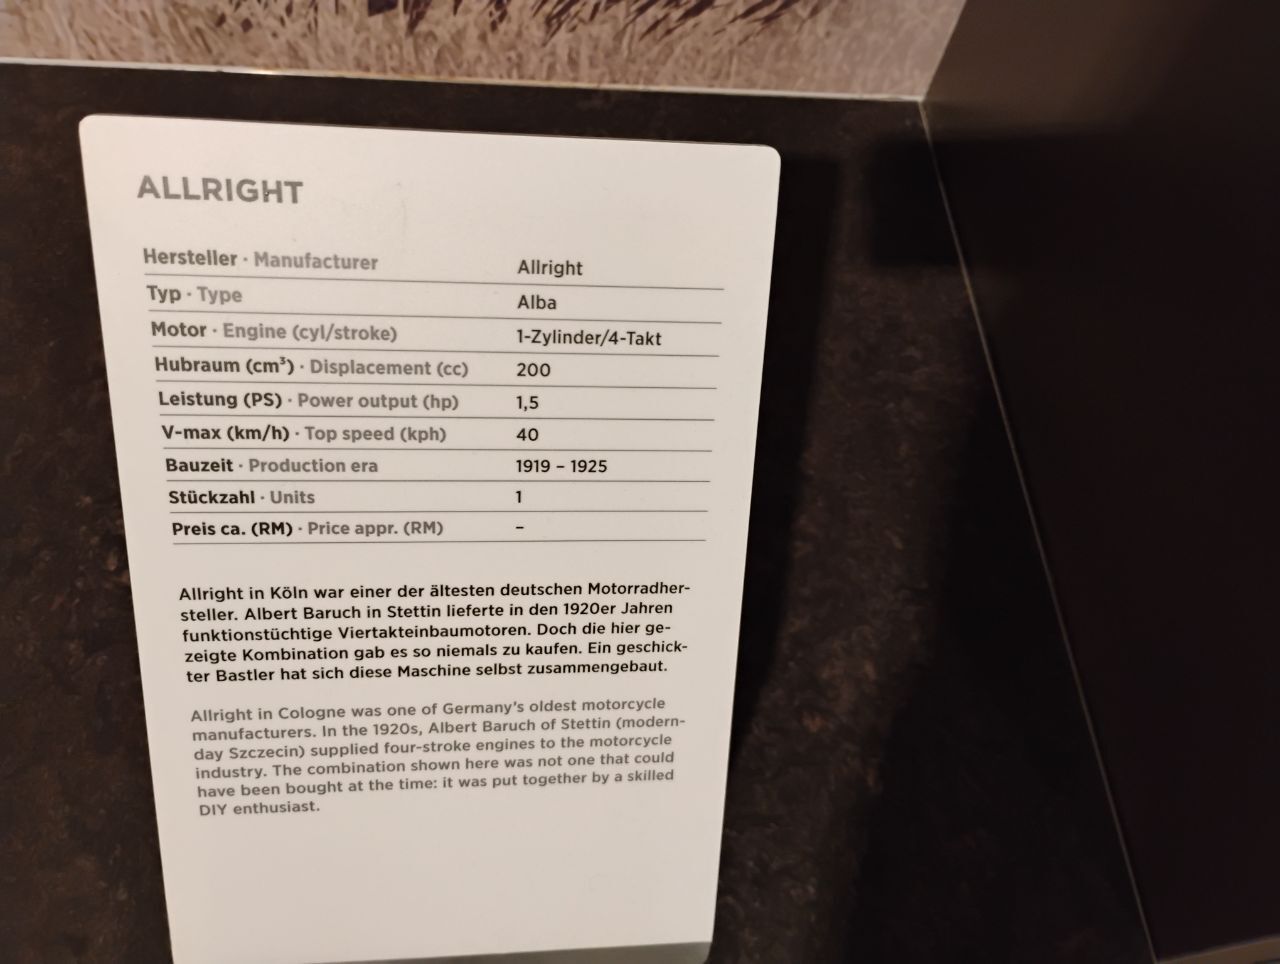 ALLRIGHT
Hersteller · Manufacturer Allright
Typ · Type Alba
Motor · Engine (cyl/stroke) 1-Zylinder/4-Takt
Hubraum (cm³) · Displacement (cc) 200
Leistung (PS) · Power output (hp) 1,5
V-max (km/h) · Top speed (kph) 40
Bauzeit · Production era 1919 – 1925
Stückzahl · Units 1
Preis ca. (RM) · Price appr. (RM) –
Allright in Köln war einer der ältesten deutschen Motorradher-
steller. Albert Baruch in Stettin lieferte in den 1920er Jahren
funktionstüchtige Viertakteinbaumotoren. Doch die hier ge-
zeigte Kombination gab es so niemals zu kaufen. Ein geschick-
ter Bastler hat sich diese Maschine selbst zusammengebaut.
Allright in Cologne was one of Germany's oldest motorcycle
manufacturers. In the 1920s, Albert Baruch of Stettin (modern-
day Szczecin) supplied four-stroke engines to the motorcycle
industry. The combination shown here was not one that could
have been bought at the time: it was put together by a skilled
DIY enthusiast.